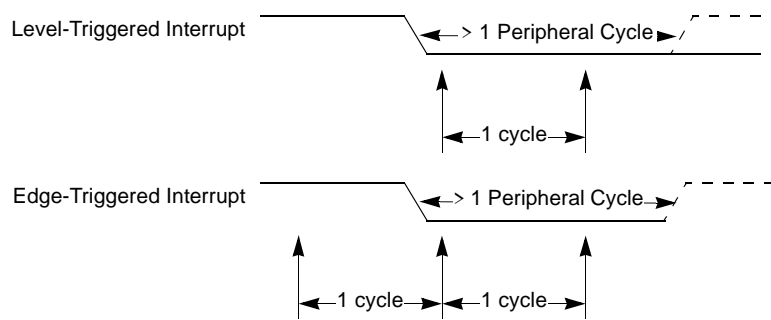 Level-Triggered Interrupt
> 1 Peripheral Cycle
1 cycle
Edge-Triggered Interrupt
> 1 Peripheral Cycle
1 cycle
1 cycle